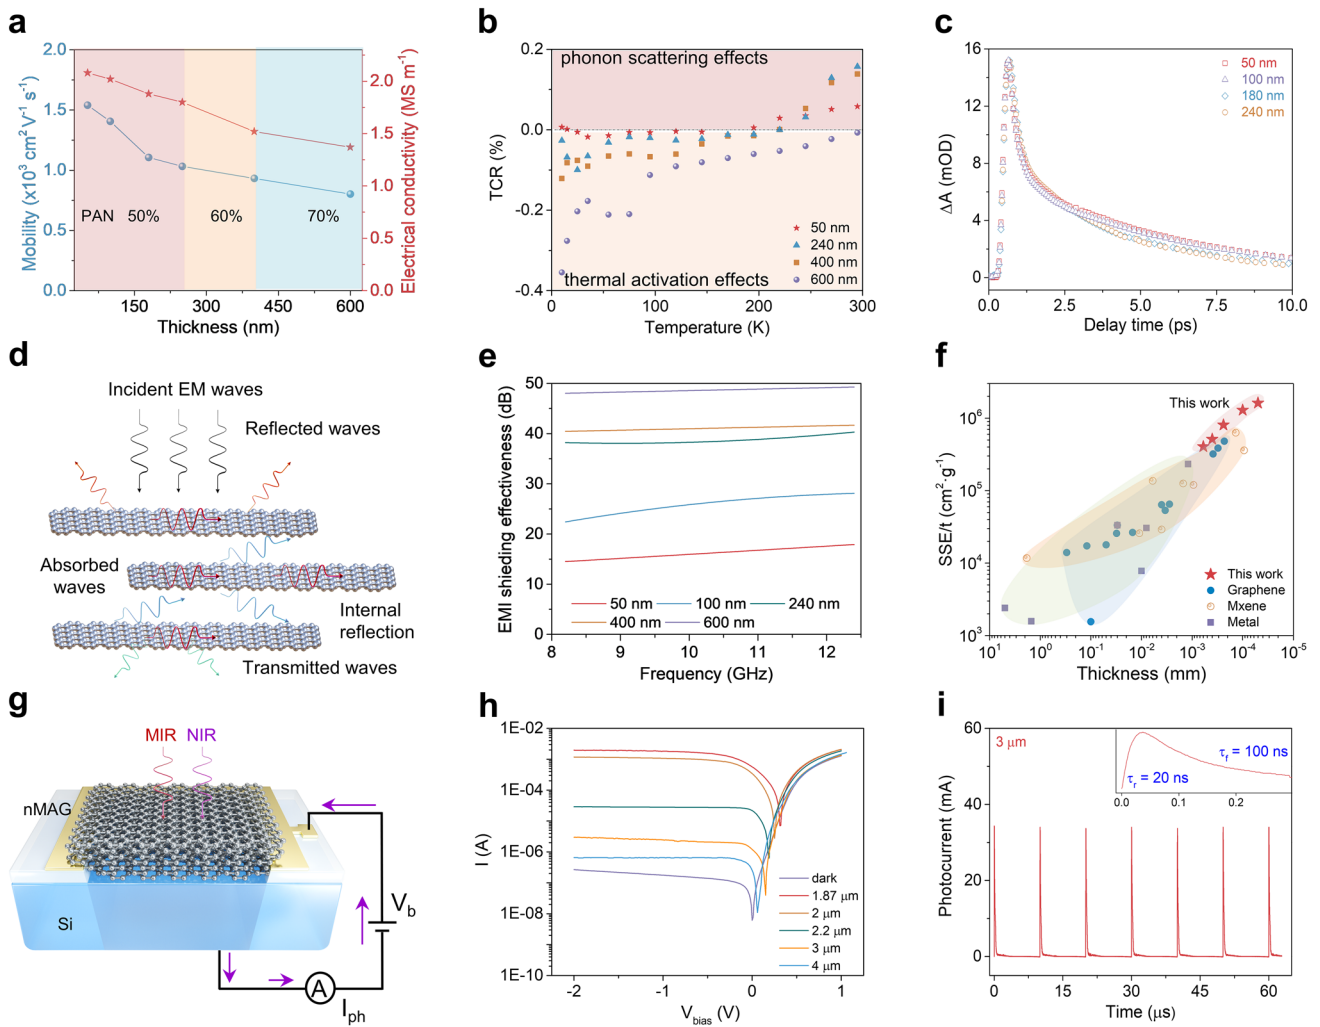 a
2.0
1.5
1.0
0.5
0.0
Mobility (x10³ cm² V⁻¹ s⁻¹)
2.0
1.5
1.0
0.5
0.0
Electrical conductivity (MS m⁻¹)
PAN 50% 60% 70%
150 300 450 600
Thickness (nm)
b
0.2
0.0
-0.2
-0.4
TCR (%)
phonon scattering effects
50 nm
240 nm
400 nm
600 nm
thermal activation effects
0 100 200 300
Temperature (K)
c
16
12
8
4
0
ΔA (mOD)
50 nm
100 nm
180 nm
240 nm
0.0 2.5 5.0 7.5 10.0
Delay time (ps)
d
Incident EM waves
Reflected waves
Absorbed
waves
Internal
reflection
Transmitted waves
e
50
40
30
20
10
0
EMI shieding effectiveness (dB)
50 nm 100 nm 240 nm
400 nm 600 nm
8 9 10 11 12
Frequency (GHz)
f
10⁶
10⁵
10⁴
10³
SSE/t (cm²·g⁻¹)
This work
This work
Graphene
Mxene
Metal
10¹ 10⁰ 10⁻¹ 10⁻² 10⁻³ 10⁻⁴ 10⁻⁵
Thickness (mm)
g
MIR NIR
nMAG
Si
V_b
A
I_ph
h
1E-02
1E-04
1E-06
1E-08
1E-10
I (A)
dark
1.87 μm
2 μm
2.2 μm
3 μm
4 μm
-2 -1 0 1
V_bias (V)
i
60
40
20
0
Photocurrent (mA)
3 μm
τ_f = 100 ns
τ_r = 20 ns
0.0 0.1 0.2
0 15 30 45 60
Time (μs)